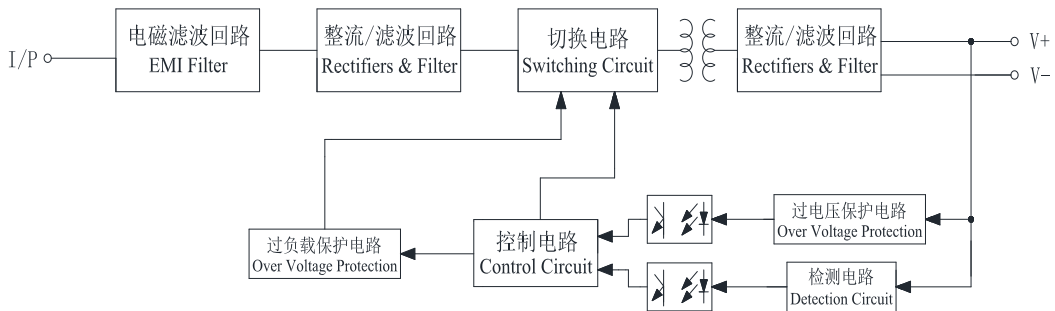 I/P
电磁滤波回路
EMI Filter
整流/滤波回路
Rectifiers & Filter
切换电路
Switching Circuit
整流/滤波回路
Rectifiers & Filter
V+
V-
过负载保护电路
Over Voltage Protection
控制电路
Control Circuit
过电压保护电路
Over Voltage Protection
检测电路
Detection Circuit